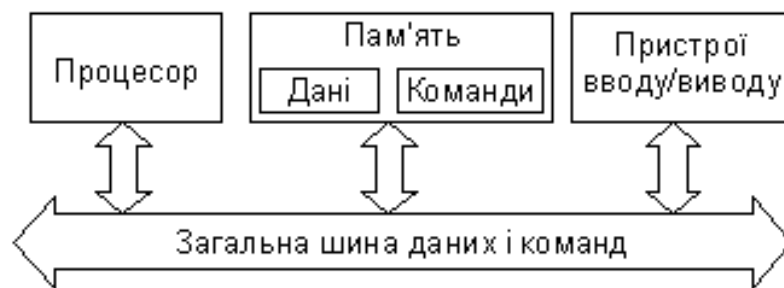 Процесор
Пам'ять
Дані
Команди
Пристрої
вводу/виводу
Загальна шина даних і команд